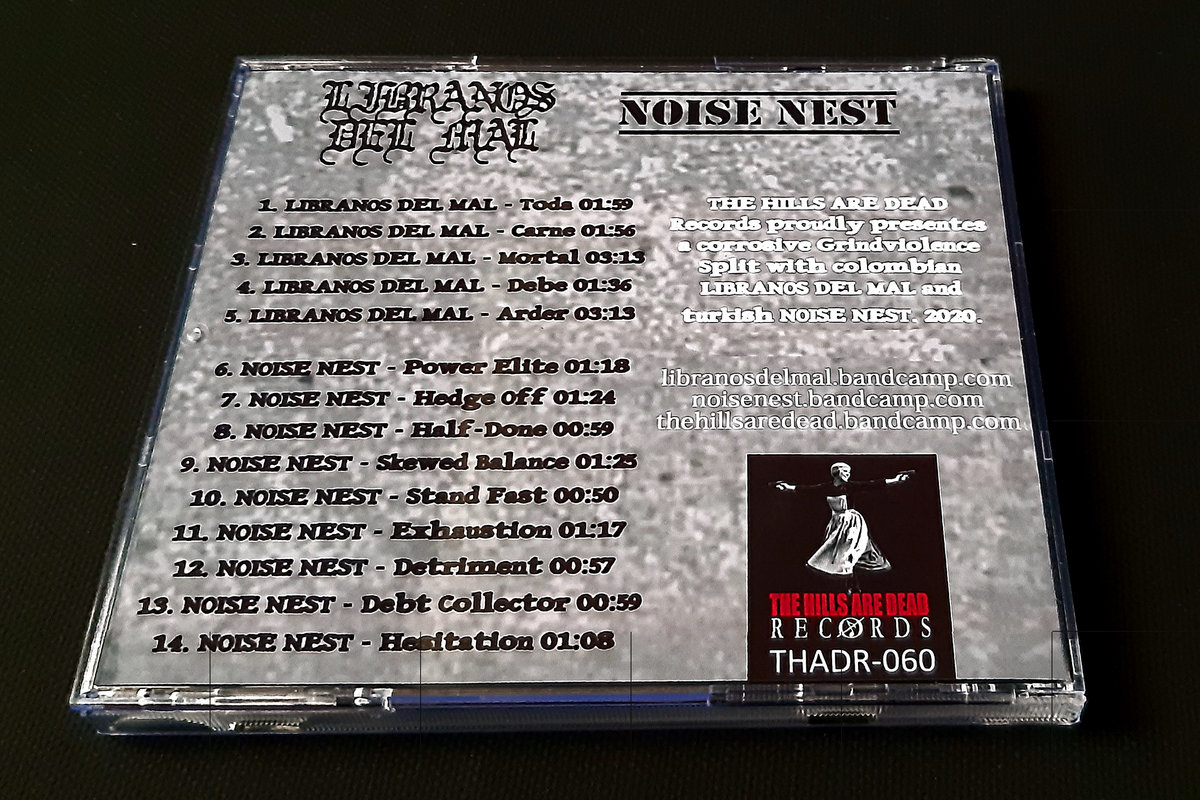 LIBRANOS
DEL MAL
NOISE NEST
1. LIBRANOS DEL MAL - Toda 01:59
2. LIBRANOS DEL MAL - Carne 01:56
3. LIBRANOS DEL MAL - Mortal 03:13
4. LIBRANOS DEL MAL - Debe 01:36
5. LIBRANOS DEL MAL - Arder 03:13
6. NOISE NEST - Power Elite 01:18
7. NOISE NEST - Hedge Off 01:24
8. NOISE NEST - Half-Done 00:59
9. NOISE NEST - Skewed Balance 01:25
10. NOISE NEST - Stand Fast 00:50
11. NOISE NEST - Exhaustion 01:17
12. NOISE NEST - Detriment 00:57
13. NOISE NEST - Debt Collector 00:59
14. NOISE NEST - Hesitation 01:08
THE HILLS ARE DEAD
Records proudly presentes
a corrosive Grindviolence
Split with colombian
LIBRANOS DEL MAL and
turkish NOISE NEST. 2020.
libranosdelmal.bandcamp.com
noisenest.bandcamp.com
thehillsaredead.bandcamp.com
THE HILLS ARE DEAD
RECORDS
THADR-060